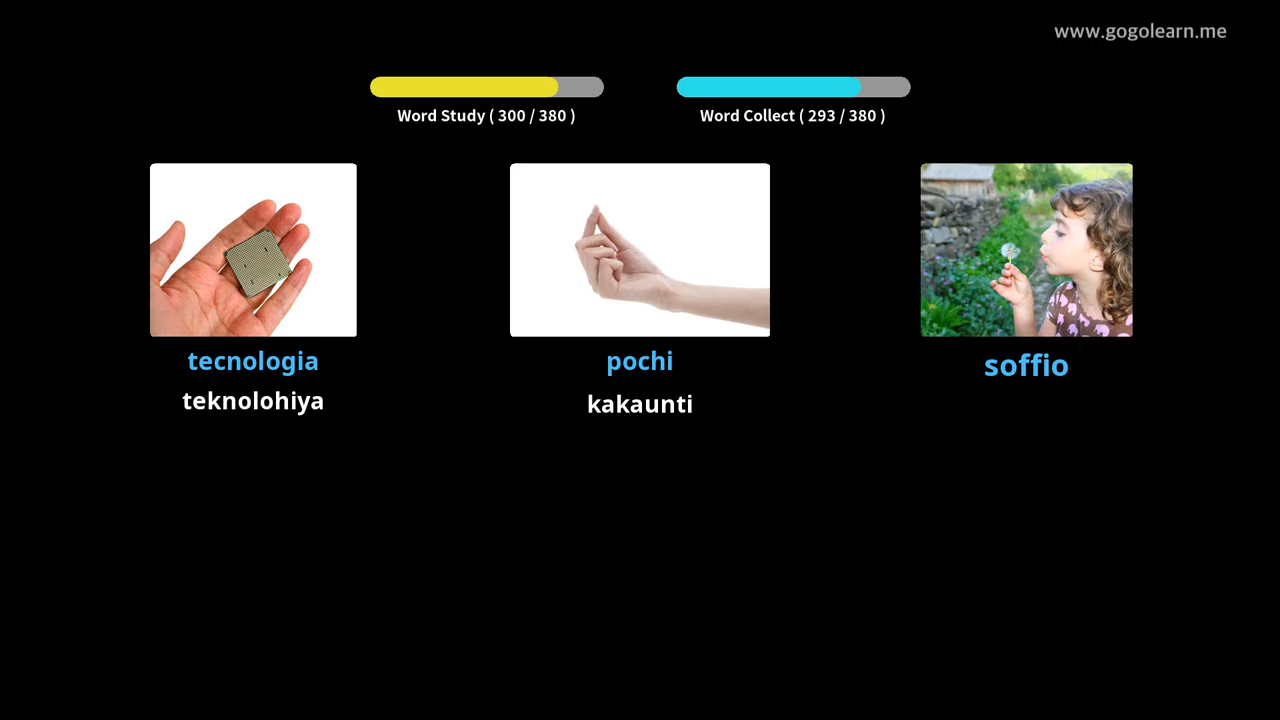 www.gogolearn.me
Word Study ( 300 / 380 )
Word Collect ( 293 / 380 )
tecnologia
teknolohiya
pochi
kakaunti
soffio